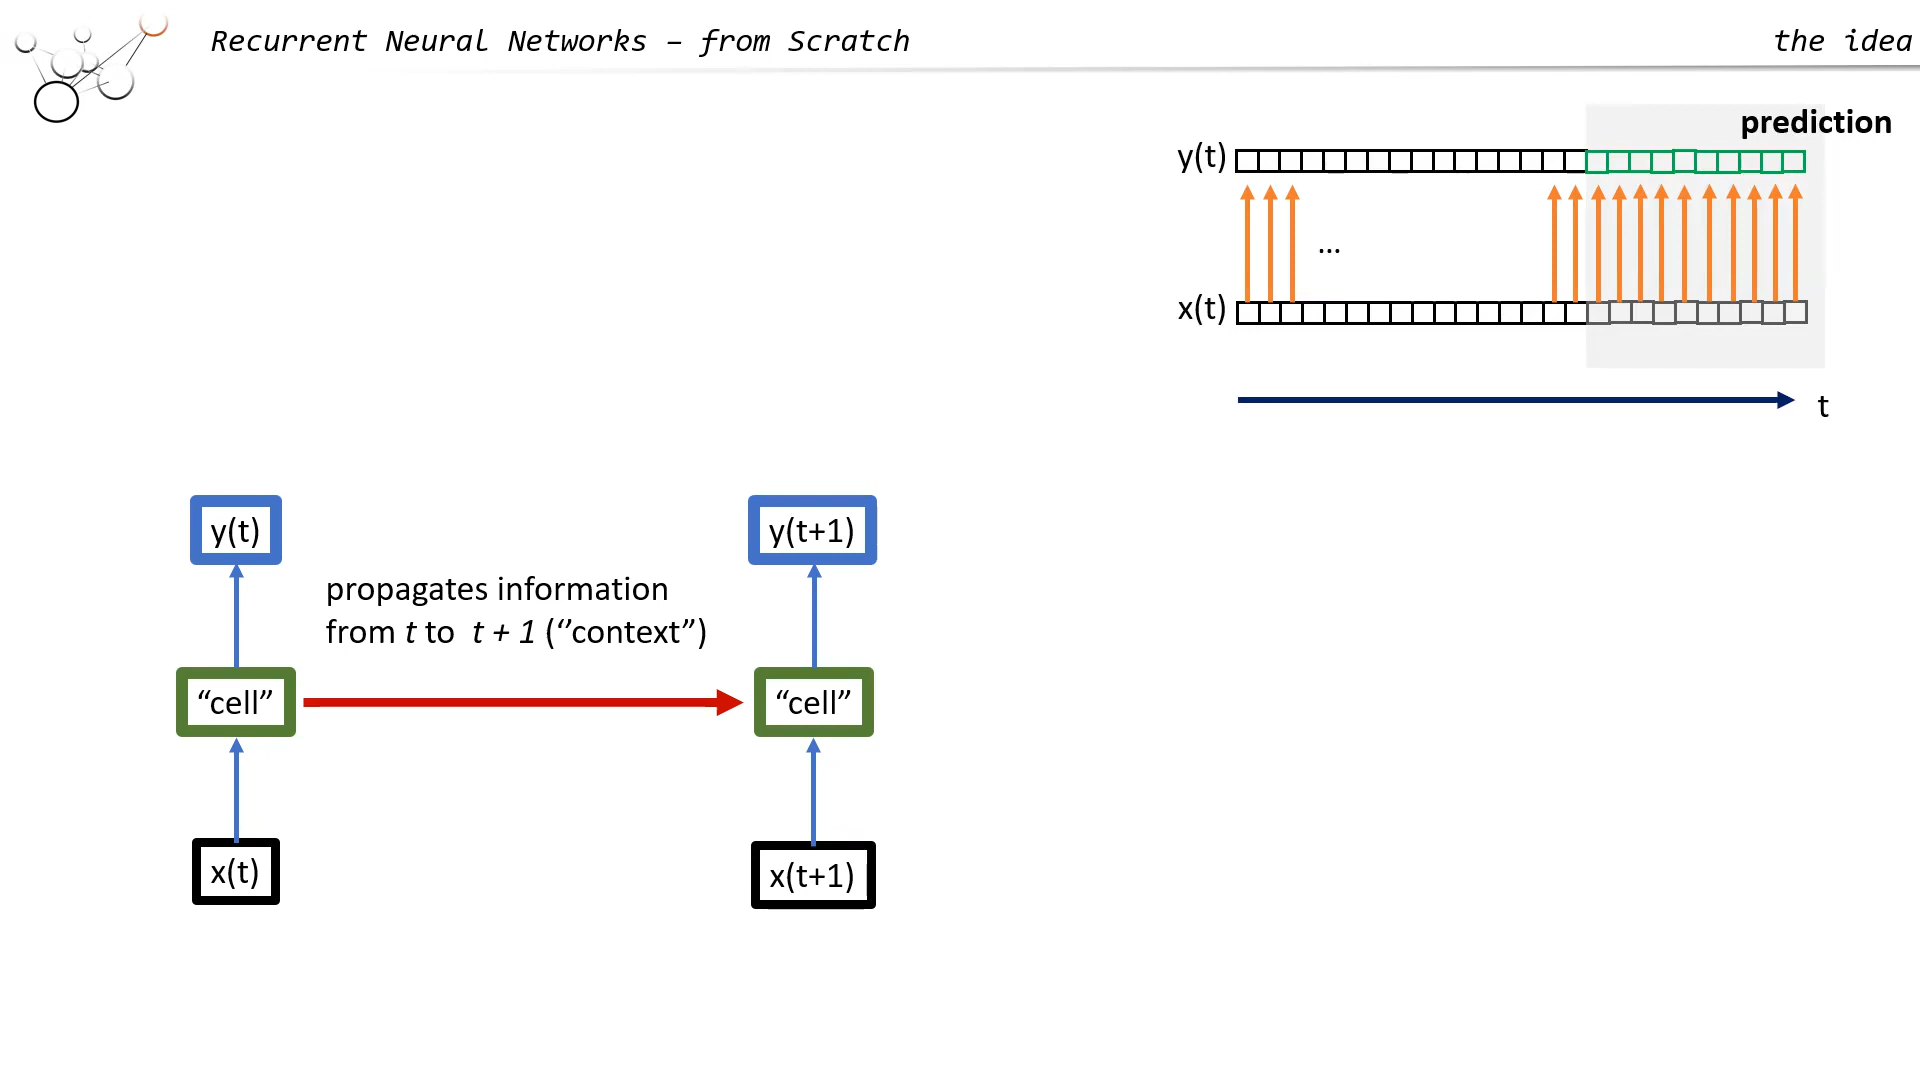 Recurrent Neural Networks – from Scratch
the idea
prediction
y(t)
...
x(t)
t
y(t)
y(t+1)
propagates information
from t to t + 1 (‘’context”)
“cell”
“cell”
x(t)
x(t+1)